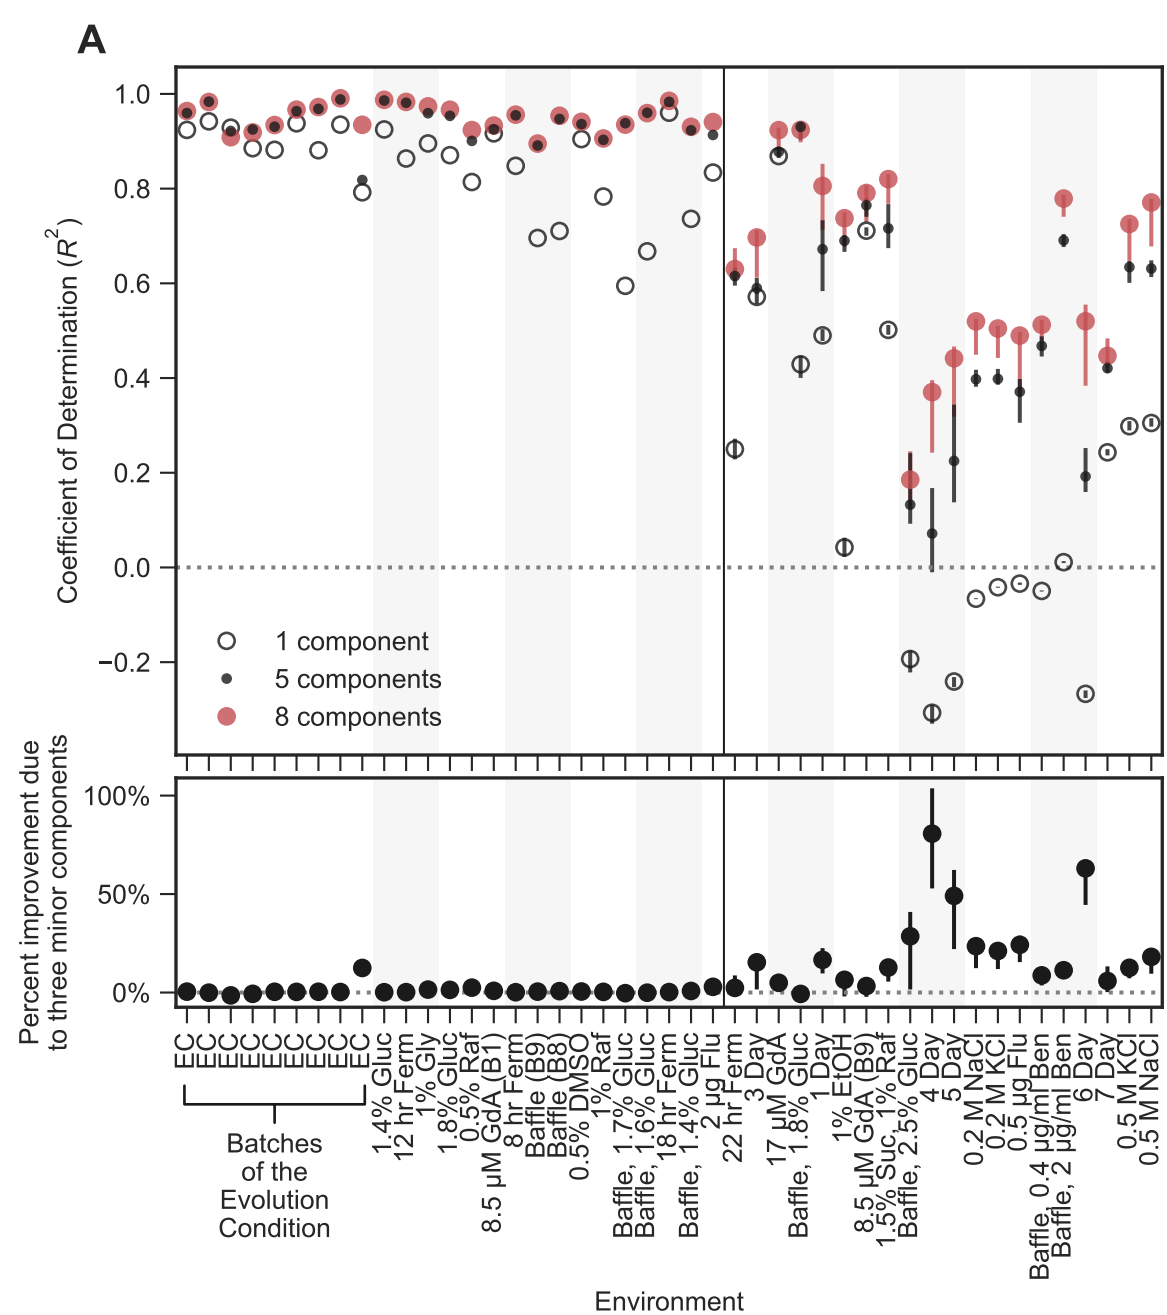 A
1.0
0.8
0.6
0.4
0.2
0.0
−0.2
Coefficient of Determination (R²)
1 component
5 components
8 components
Percent improvement due
to three minor components
100%
50%
0%
EC
EC
EC
EC
EC
EC
EC
EC
EC
1.4% Gluc
12 hr Ferm
1% Gly
1.8% Gluc
0.5% Raf
8.5 µM GdA (B1)
8 hr Ferm
Baffle (B9)
Baffle (B8)
0.5% DMSO
1% Raf
Baffle, 1.7% Gluc
Baffle, 1.6% Gluc
18 hr Ferm
Baffle, 1.4% Gluc
2 µg Flu
22 hr Ferm
3 Day
17 µM GdA
Baffle, 1.8% Gluc
1 Day
1% EtOH
8.5 µM GdA (B9)
1.5% Suc, 1% Raf
Baffle, 2.5% Gluc
4 Day
5 Day
0.2 M NaCl
0.2 M KCl
0.5 µg Flu
Baffle, 0.4 µg/ml Ben
Baffle, 2 µg/ml Ben
6 Day
7 Day
0.5 M KCl
0.5 M NaCl
Batches
of the
Evolution
Condition
Environment